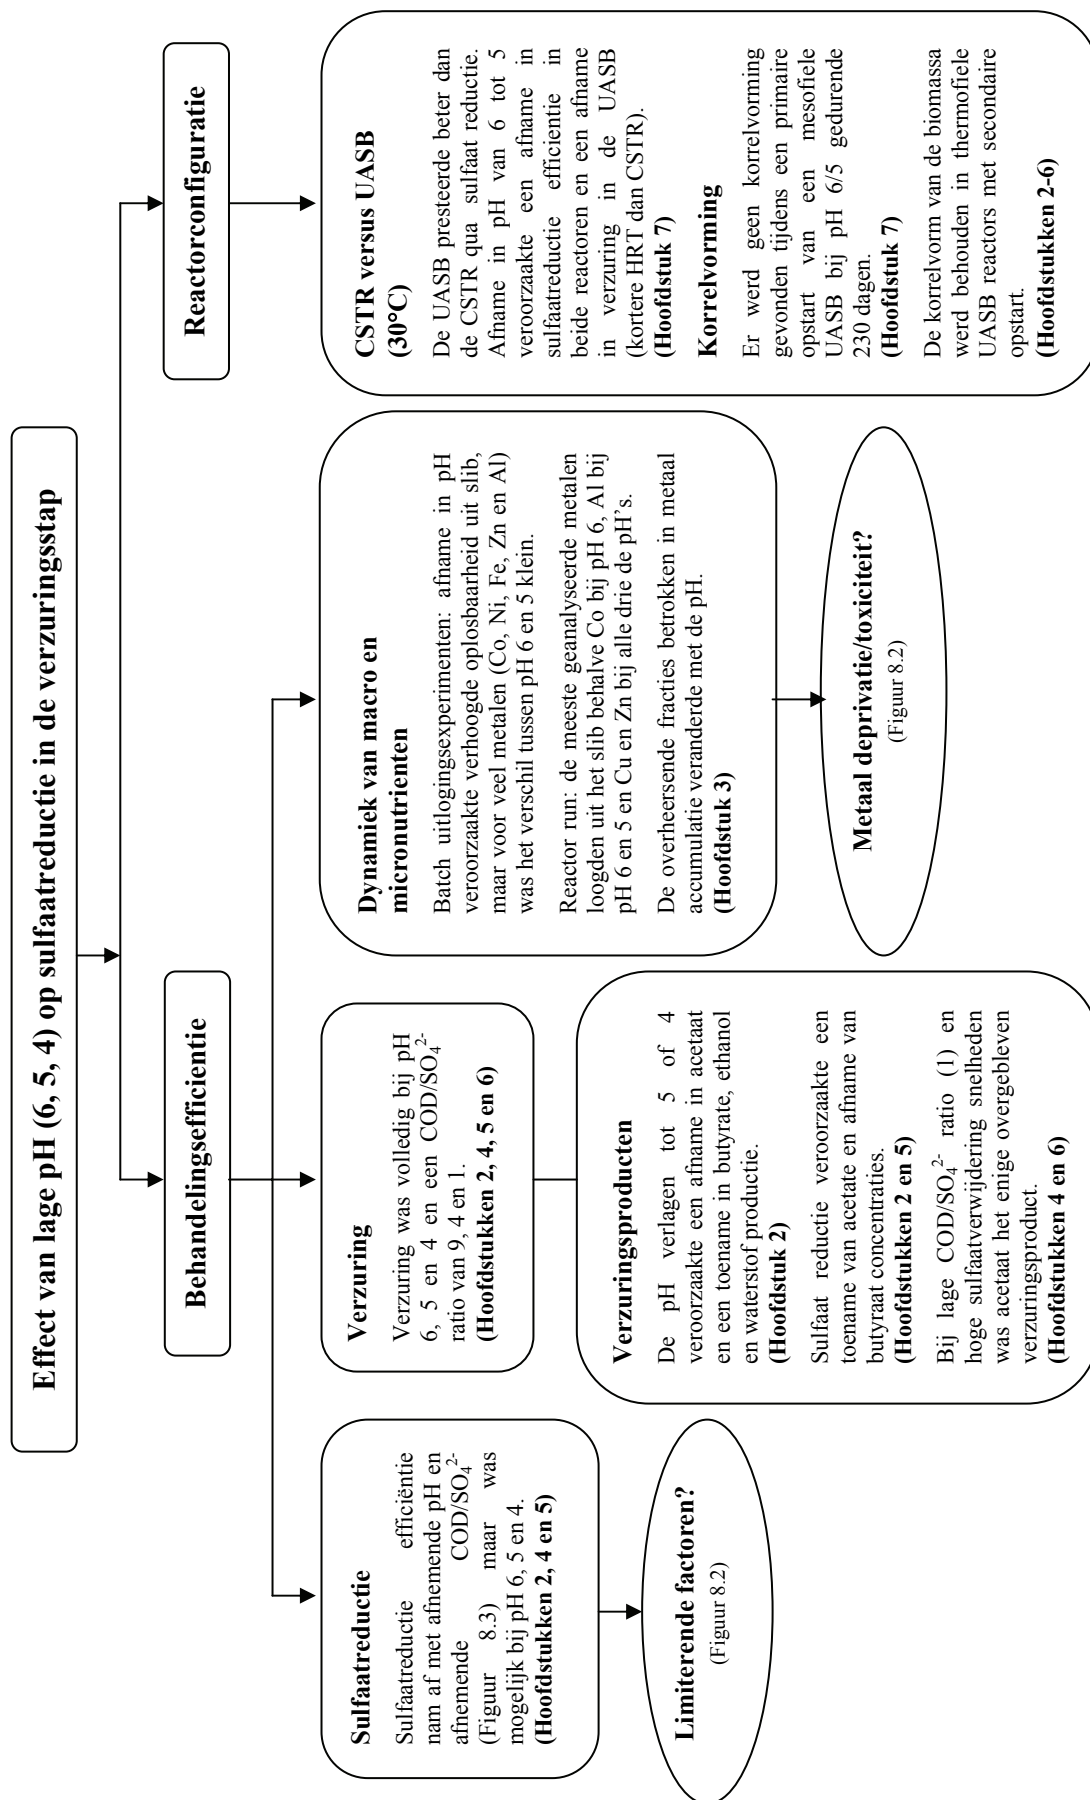 Effect van lage pH (6, 5, 4) op sulfaatreductie in de verzuringsstap
Behandelingsefficientie
Reactorconfiguratie
Sulfaatreductie
Sulfaatreductie efficiëntie
nam af met afnemende pH en
afnemende COD/SO₄²⁻
(Figuur 8.3) maar was
mogelijk bij pH 6, 5 en 4.
(Hoofdstukken 2, 4 en 5)
Limiterende factoren?
(Figuur 8.2)
Verzuring
Verzuring was volledig bij pH
6, 5 en 4 en een COD/SO₄²⁻
ratio van 9, 4 en 1.
(Hoofdstukken 2, 4, 5 en 6)
Verzuringsproducten
De pH verlagen tot 5 of 4
veroorzaakte een afname in acetaat
en een toename in butyrate, ethanol
en waterstof productie.
(Hoofdstuk 2)
Sulfaat reductie veroorzaakte een
toename van acetate en afname van
butyraat concentraties.
(Hoofdstukken 2 en 5)
Bij lage COD/SO₄²⁻ ratio (1) en
hoge sulfaatverwijdering snelheden
was acetaat het enige overgebleven
verzuringsproduct.
(Hoofdstukken 4 en 6)
Dynamiek van macro en
micronutrienten
Batch uitlogingsexperimenten: afname in pH
veroorzaakte verhoogde oplosbaarheid uit slib,
maar voor veel metalen (Co, Ni, Fe, Zn en Al)
was het verschil tussen pH 6 en 5 klein.
Reactor run: de meeste geanalyseerde metalen
loogden uit het slib behalve Co bij pH 6, Al bij
pH 6 en 5 en Cu en Zn bij alle drie de pH's.
De overheersende fracties betrokken in metaal
accumulatie veranderde met de pH.
(Hoofdstuk 3)
Metaal deprivatie/toxiciteit?
(Figuur 8.2)
CSTR versus UASB
(30°C)
De UASB presteerde beter dan
de CSTR qua sulfaat reductie.
Afname in pH van 6 tot 5
veroorzaakte een afname in
sulfaatreductie efficientie in
beide reactoren en een afname
in verzuring in de UASB
(kortere HRT dan CSTR).
(Hoofdstuk 7)
Korrelvorming
Er werd geen korrelvorming
gevonden tijdens een primaire
opstart van een mesofiele
UASB bij pH 6/5 gedurende
230 dagen.
(Hoofdstuk 7)
De korrelvorm van de biomassa
werd behouden in thermofiele
UASB reactors met secondaire
opstart.
(Hoofdstukken 2-6)